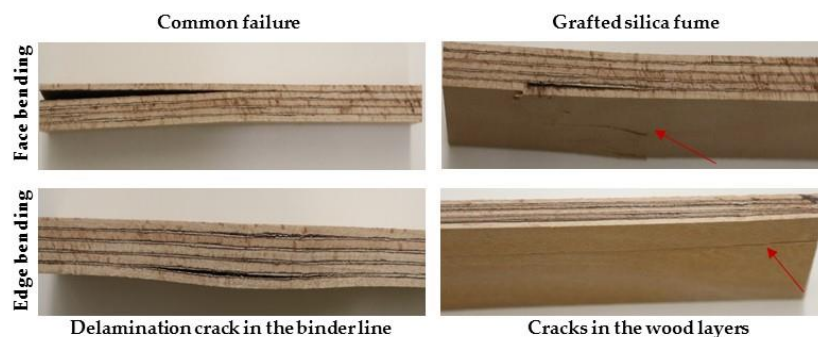 Common failure
Grafted silica fume
Face bending
Edge bending
Delamination crack in the binder line
Cracks in the wood layers